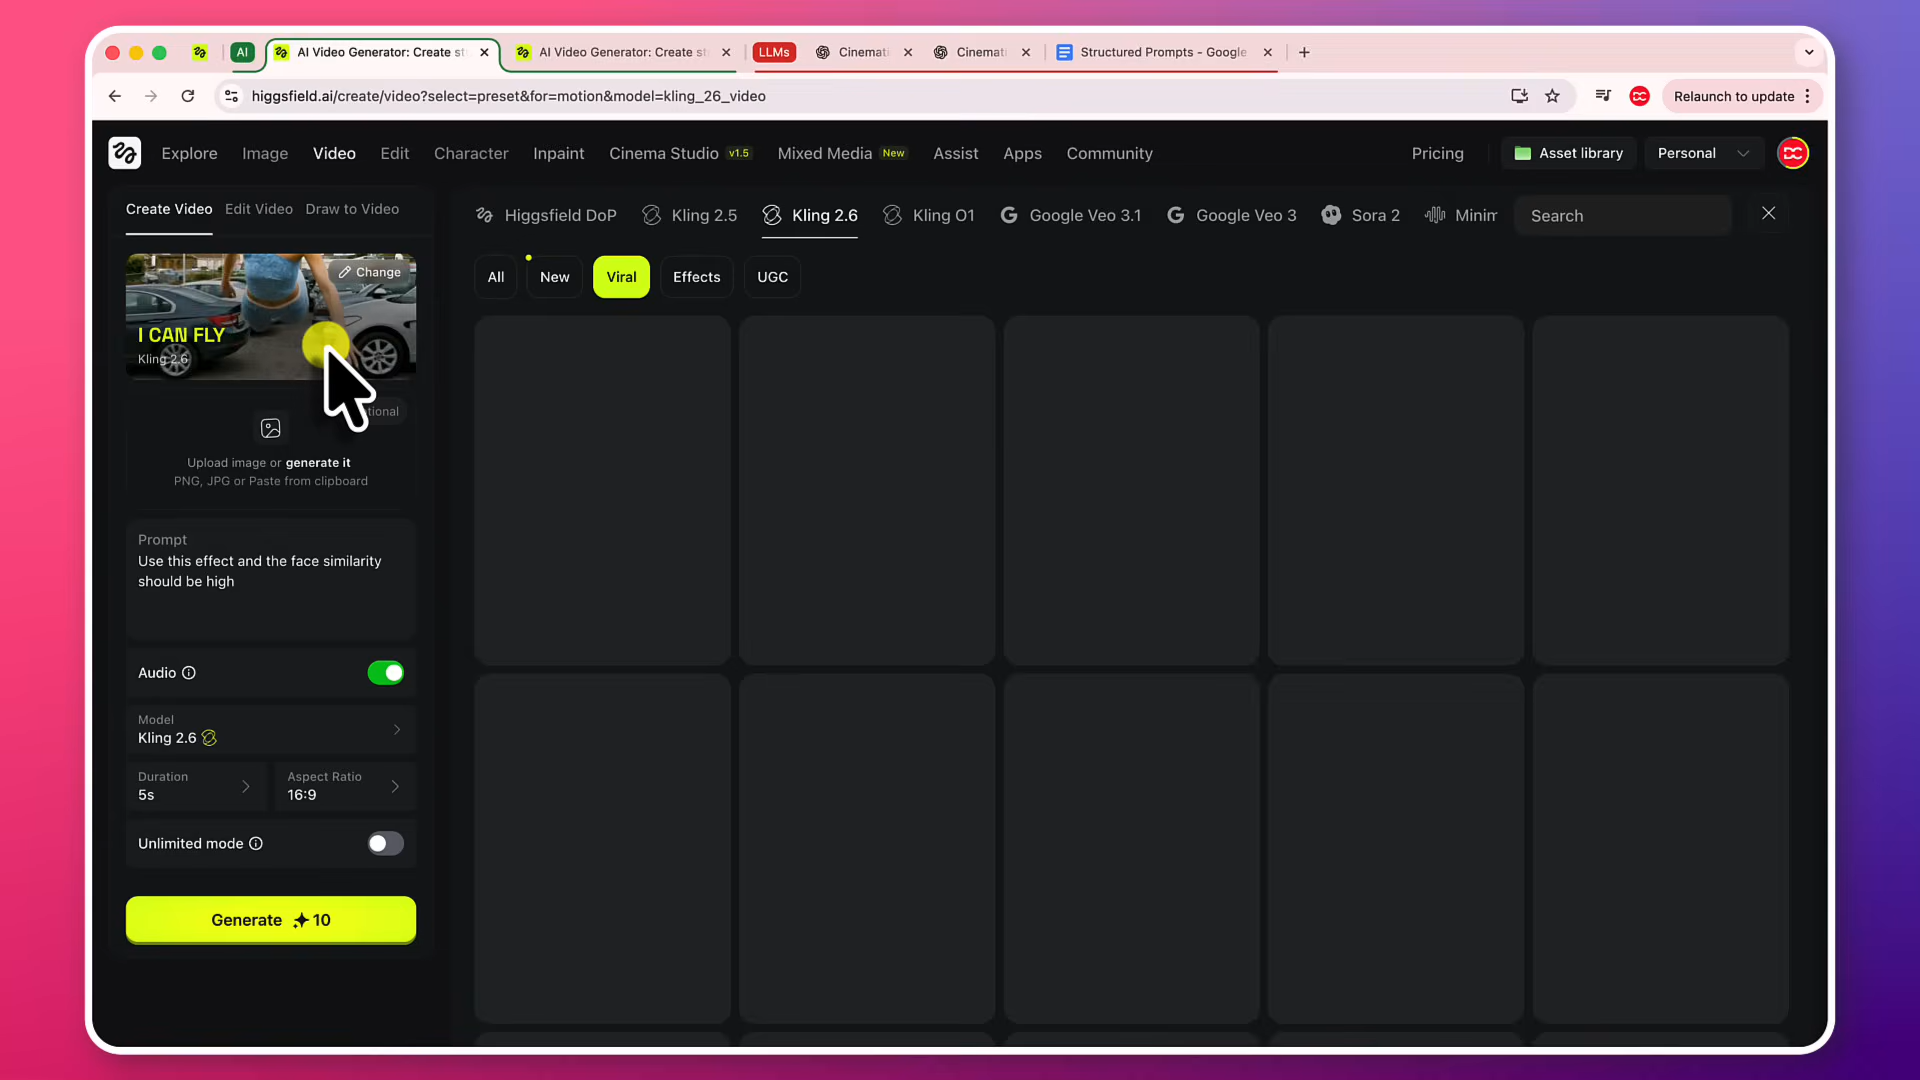 AI
AI Video Generator: Create st
AI Video Generator: Create st
LLMs
Cinemati
Cinemati
Structured Prompts - Google
higgsfield.ai/create/video?select=preset&for=motion&model=kling_26_video
Relaunch to update
Explore
Image
Video
Edit
Character
Inpaint
Cinema Studio v1.5
Mixed Media New
Assist
Apps
Community
Pricing
Asset library
Personal
DC
Create Video
Edit Video
Draw to Video
Change
I CAN FLY
Kling 2.6
tional
Upload image or generate it
PNG, JPG or Paste from clipboard
Prompt
Use this effect and the face similarity
should be high
Audio
Model
Kling 2.6
Duration
5s
Aspect Ratio
16:9
Unlimited mode
Generate 10
Higgsfield DoP
Kling 2.5
Kling 2.6
Kling O1
Google Veo 3.1
Google Veo 3
Sora 2
Minim
Search
All
New
Viral
Effects
UGC